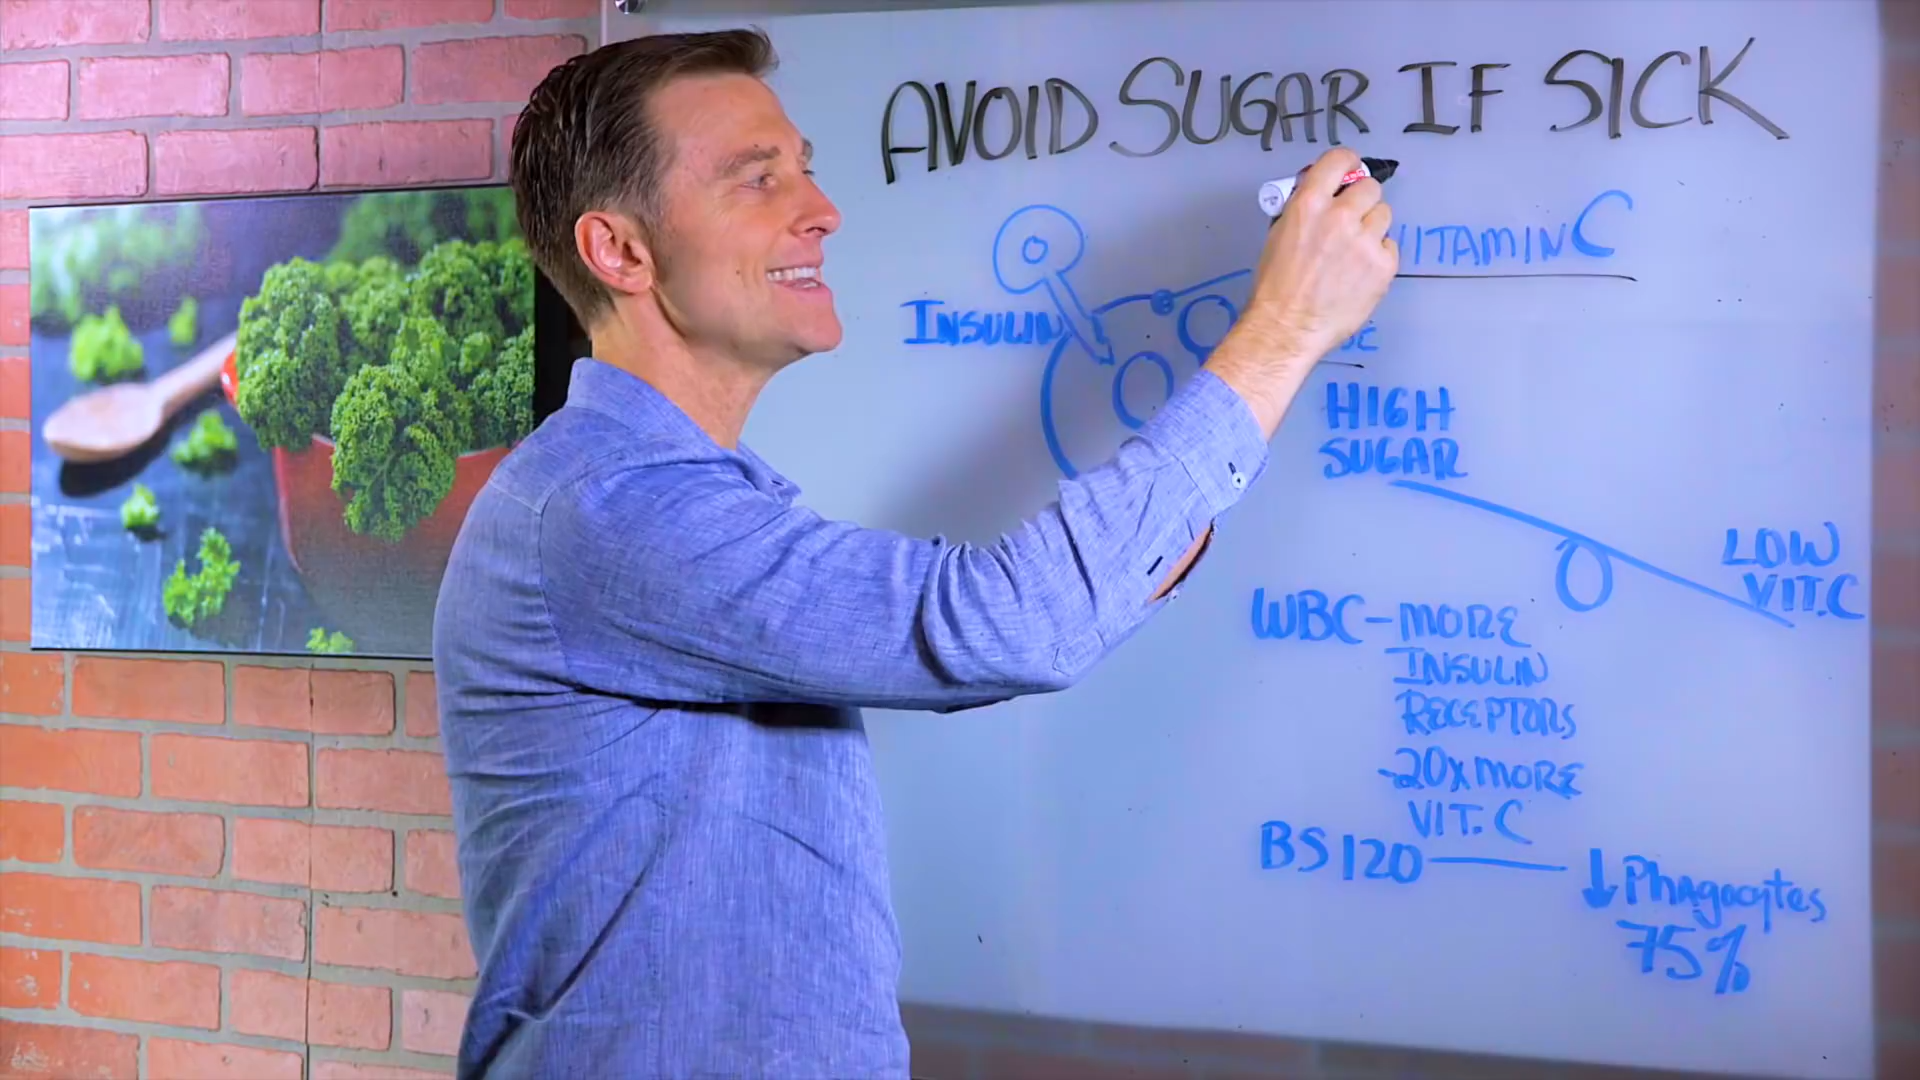 AVOID SUGAR IF SICK
VITAMIN C
INSULIN
HIGH
SUGAR
LOW
VIT.C
WBC-MORE
INSULIN
RECEPTORS
-20X MORE
VIT. C
BS 120 — ↓ Phagocytes
75%